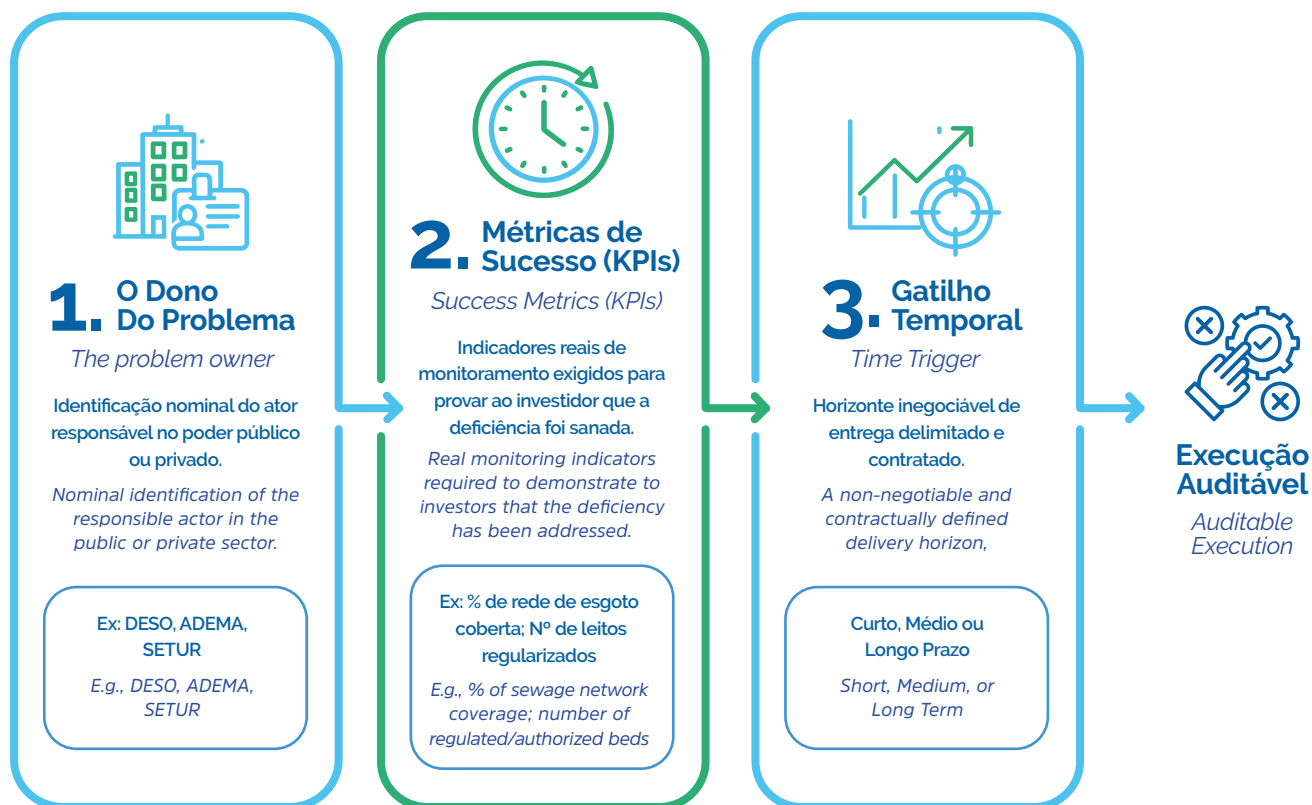 1. O Dono
Do Problema
The problem owner
Identificação nominal do ator
responsável no poder público
ou privado.
Nominal identification of the
responsible actor in the
public or private sector.
Ex: DESO, ADEMA,
SETUR
E.g., DESO, ADEMA,
SETUR
2. Métricas de
Sucesso (KPIs)
Success Metrics (KPIs)
Indicadores reais de
monitoramento exigidos para
provar ao investidor que a
deficiência foi sanada.
Real monitoring indicators
required to demonstrate to
investors that the deficiency
has been addressed.
Ex: % de rede de esgoto
coberta; Nº de leitos
regularizados
E.g., % of sewage network
coverage; number of
regulated/authorized beds
3. Gatilho
Temporal
Time Trigger
Horizonte inegociável de
entrega delimitado e
contratado.
A non-negotiable and
contractually defined
delivery horizon,
Curto, Médio ou
Longo Prazo
Short, Medium, or
Long Term
Execução
Auditável
Auditable
Execution